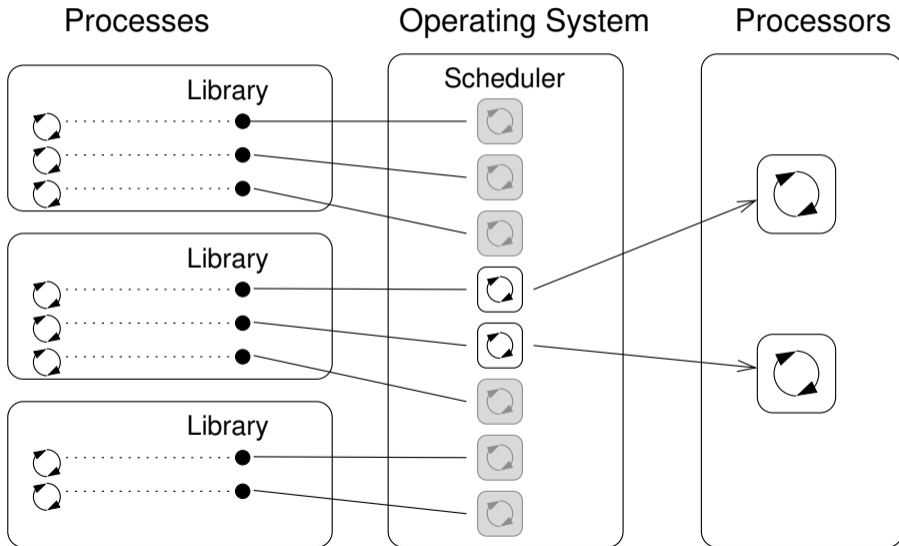 Processes
Operating System
Processors
Library
Scheduler
Library
Library